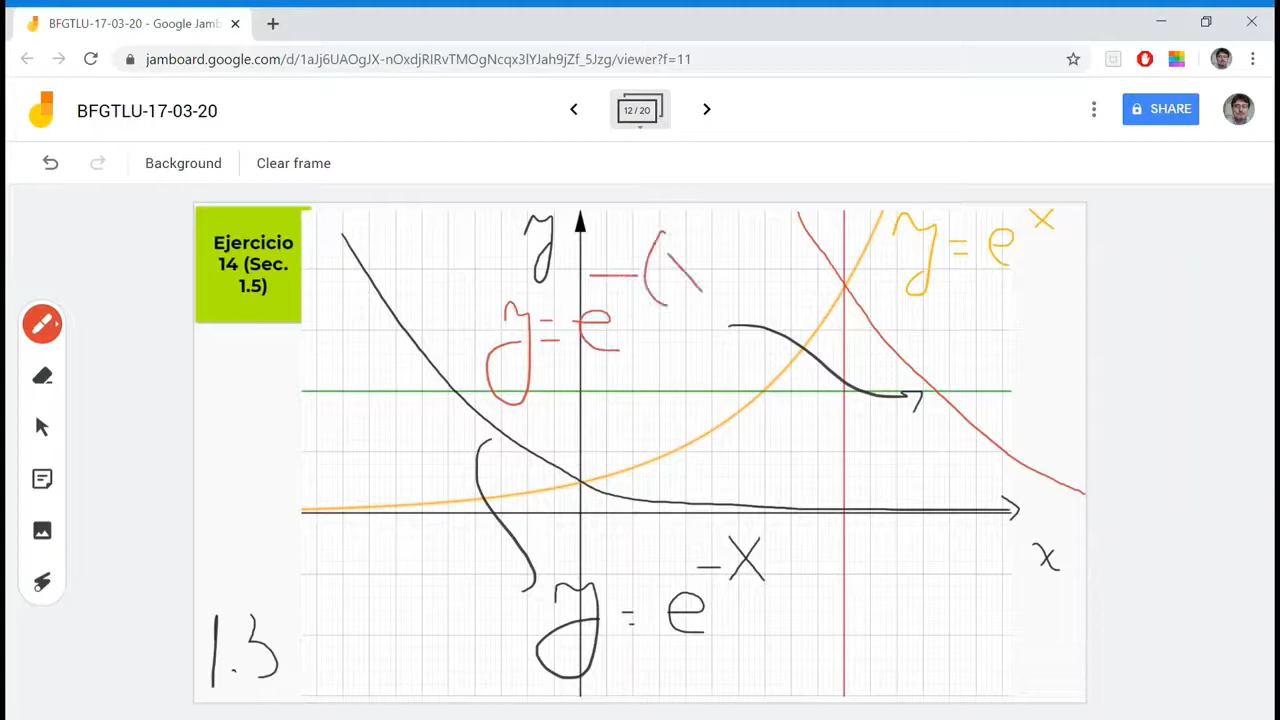 BFGTLU-17-03-20 - Google Jamb
jamboard.google.com/d/1aJj6UAOgJX-nOxdjRIRvTMOgNcqx3lYJah9jZf_5Jzg/viewer?f=11
BFGTLU-17-03-20
12 / 20
SHARE
Background
Clear frame
Ejercicio
14 (Sec.
1.5)
y
y = e^x
y = e^-(x
x
y = e^-x
1.3